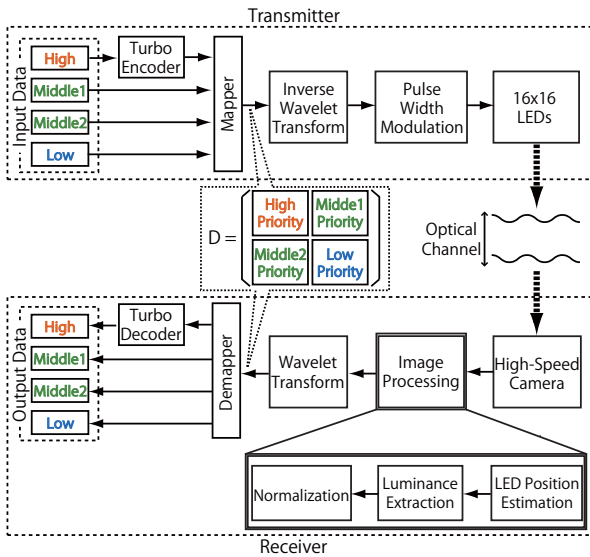 Transmitter
Input Data
High
Middle1
Middle2
Low
Turbo
Encoder
Mapper
Inverse
Wavelet
Transform
Pulse
Width
Modulation
16x16
LEDs
D =
High
Priority
Midde1
Priority
Middle2
Priority
Low
Priority
Optical
Channel
Output Data
High
Middle1
Middle2
Low
Turbo
Decoder
Demapper
Wavelet
Transform
Image
Processing
High-Speed
Camera
Normalization
Luminance
Extraction
LED Position
Estimation
Receiver